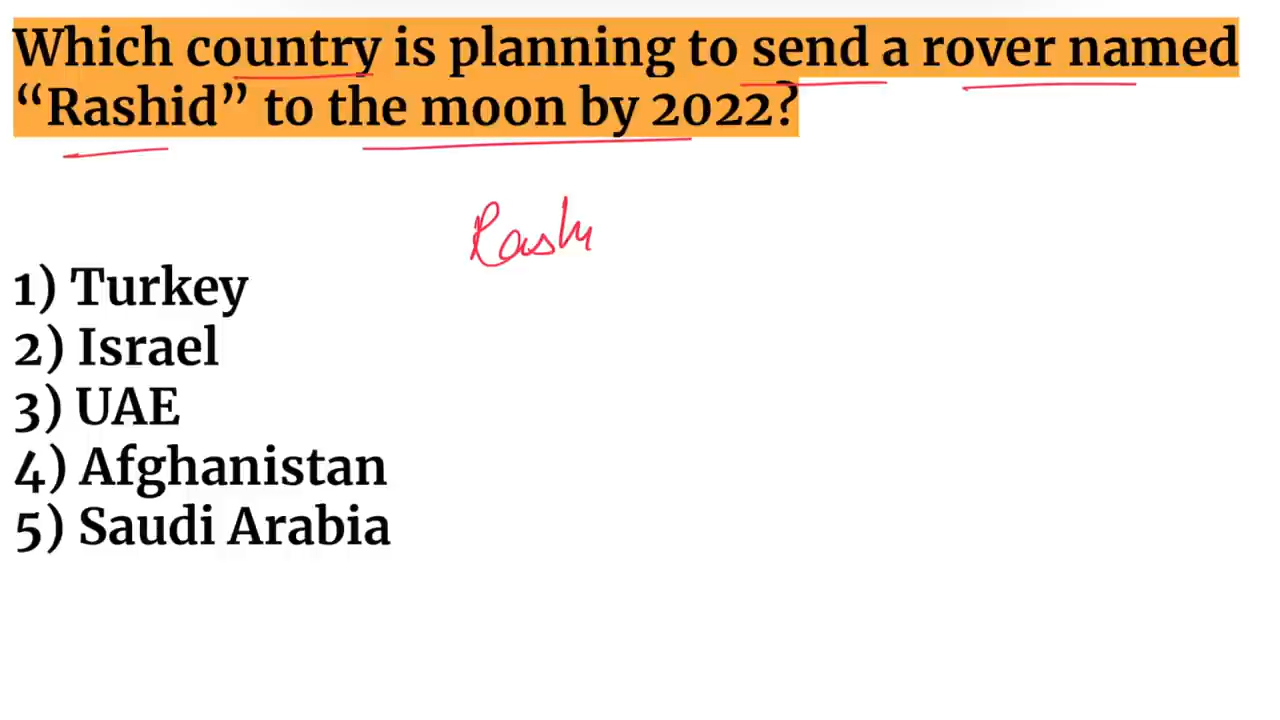 Which country is planning to send a rover named
“Rashid” to the moon by 2022?
Rashi
1) Turkey
2) Israel
3) UAE
4) Afghanistan
5) Saudi Arabia